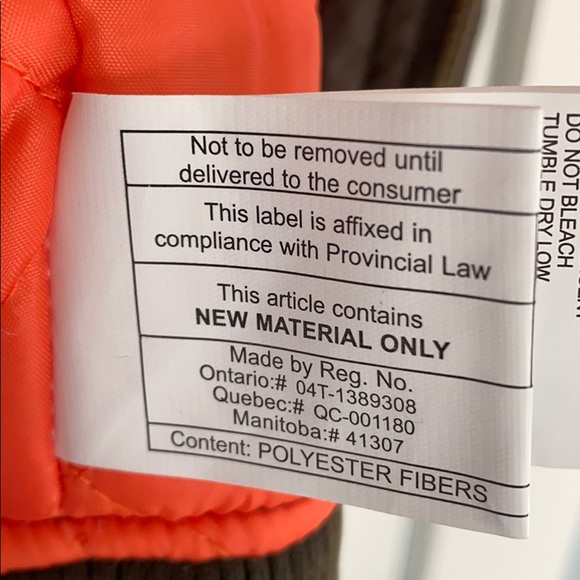 Not to be removed until
delivered to the consumer
This label is affixed in
compliance with Provincial Law
This article contains
NEW MATERIAL ONLY
Made by Reg. No.
Ontario:# 04T-1389308
Quebec:# QC-001180
Manitoba:# 41307
Content: POLYESTER FIBERS
DO NOT BLEACH
TUMBLE DRY LOW